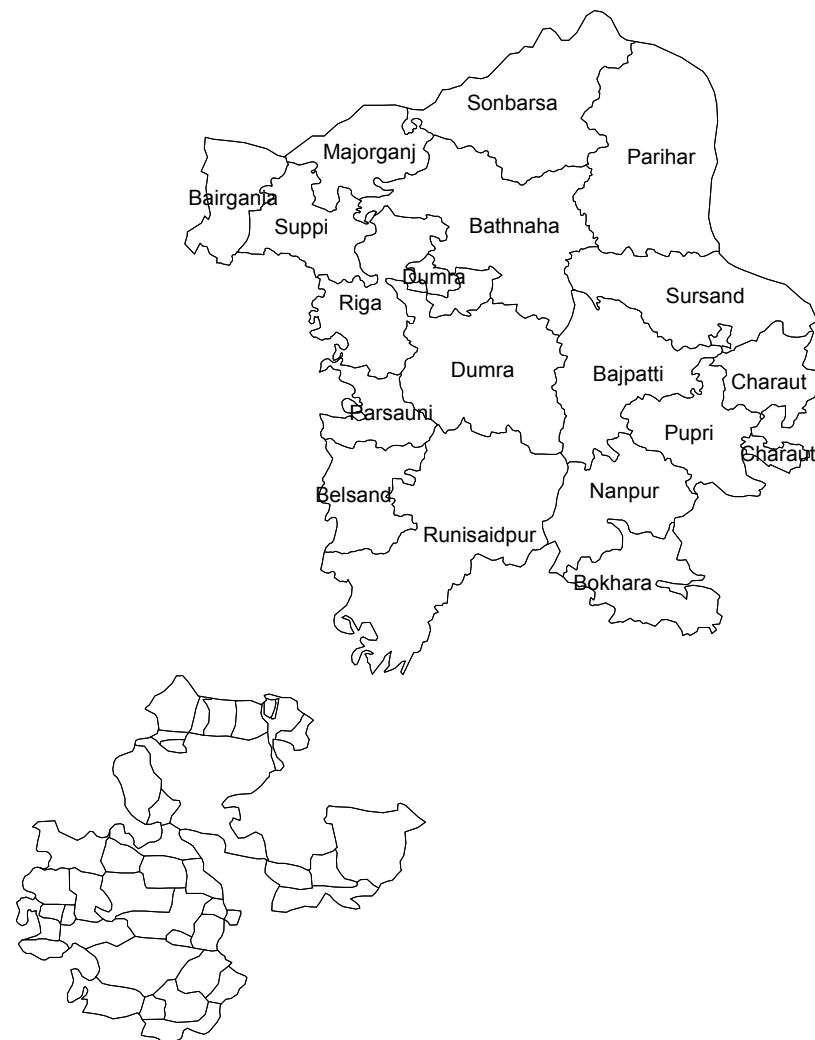 Sonbarsa
Majorganj
Parihar
Bairgania
Suppi
Bathnaha
Dumra
Riga
Sursand
Dumra
Bajpatti
Charaut
Parsauni
Pupri
Charaut
Belsand
Nanpur
Runisaidpur
Bokhara